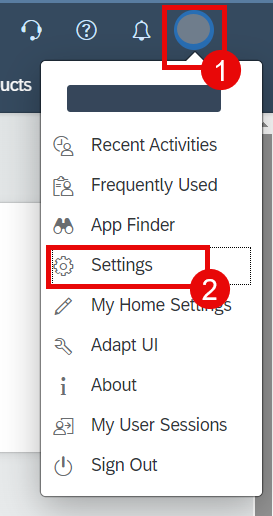 1
ucts
Recent Activities
Frequently Used
App Finder
Settings
2
My Home Settings
Adapt UI
About
My User Sessions
Sign Out